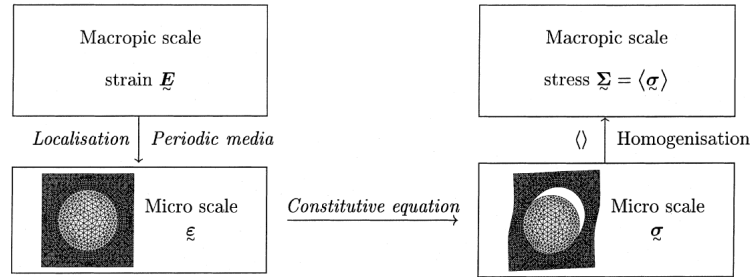 Macropic scale
strain E
Macropic scale
stress Σ = ⟨σ⟩
Localisation Periodic media
⟨⟩ Homogenisation
Micro scale
ε
Constitutive equation
Micro scale
σ